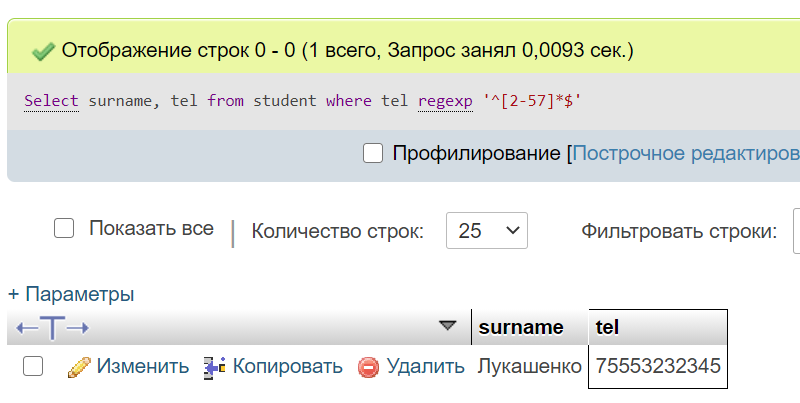 Отображение строк 0 - 0 (1 всего, Запрос занял 0,0093 сек.)
Select surname, tel from student where tel regexp '^[2-57]*$'
Профилирование [Построчное редактиров
Показать все | Количество строк: 25 Фильтровать строки:
+ Параметры
←T→ surname tel
Изменить Копировать Удалить Лукашенко 75553232345